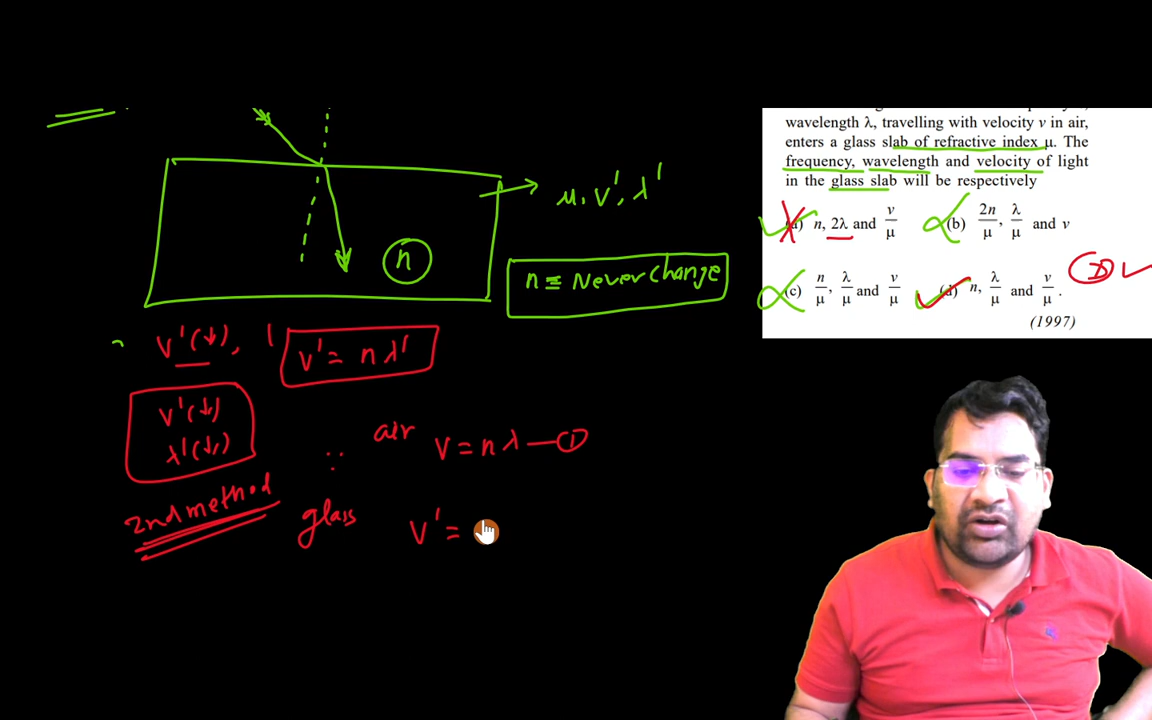 μ, v', λ'
n
n ≡ Never change
v'(↓),
v' = nλ'
v'(↓)
λ'(↓)
∵ air v = nλ —①
2nd method
glass v' =
wavelength λ, travelling with velocity v in air,
enters a glass slab of refractive index μ. The
frequency, wavelength and velocity of light
in the glass slab will be respectively
(a) n, 2λ and v/μ
(b) 2n/μ, λ/μ and v
(c) n/μ, λ/μ and v/μ
(d) n, λ/μ and v/μ.
(1997)